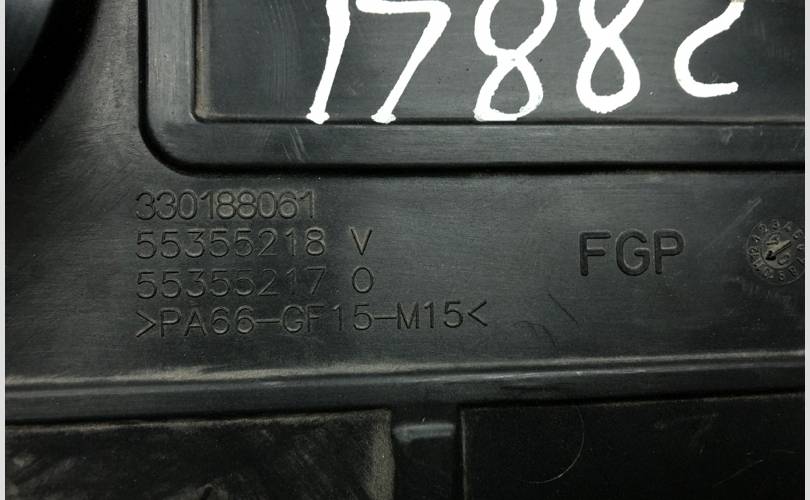 17882
330188061
55355218 V
55355217 O
FGP
>PA66-GF15-M15<